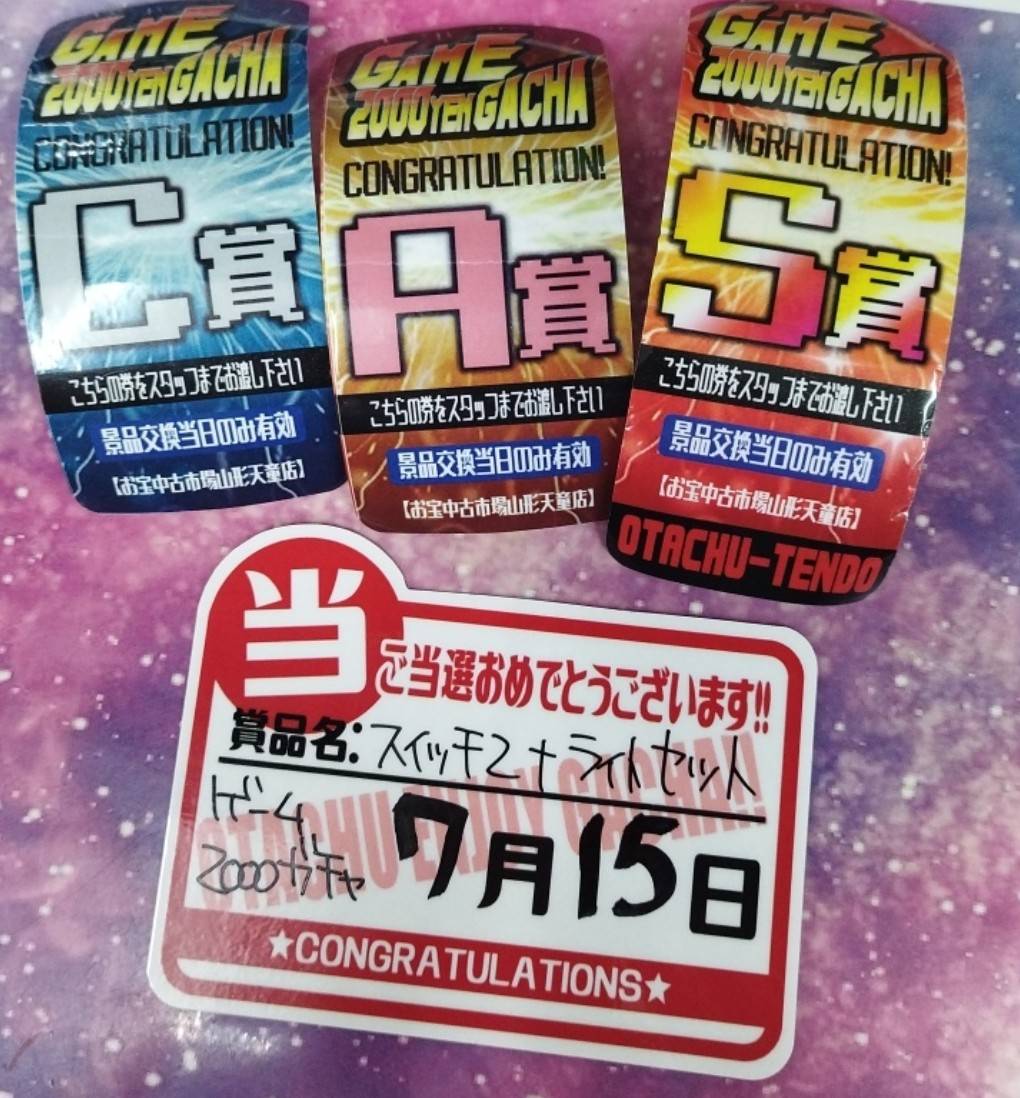 GAME
2000YEN GACHA
CONGRATULATION!
C賞
こちらの券をスタッフまでお渡し下さい
景品交換当日のみ有効
【お宝中古市場山形天童店】
GAME
2000YEN GACHA
CONGRATULATION!
A賞
こちらの券をスタッフまでお渡し下さい
景品交換当日のみ有効
【お宝中古市場山形天童店】
GAME
2000YEN GACHA
CONGRATULATION!
S賞
こちらの券をスタッフまでお渡し下さい
景品交換当日のみ有効
【お宝中古市場山形天童店】
OTACHU-TENDO
当
ご当選おめでとうございます!!
賞品名:スイッチ2+ライトセット
ゲーム
2000ガチャ
7月15日
OTACHU ENJOY GACHA!!
★CONGRATULATIONS★